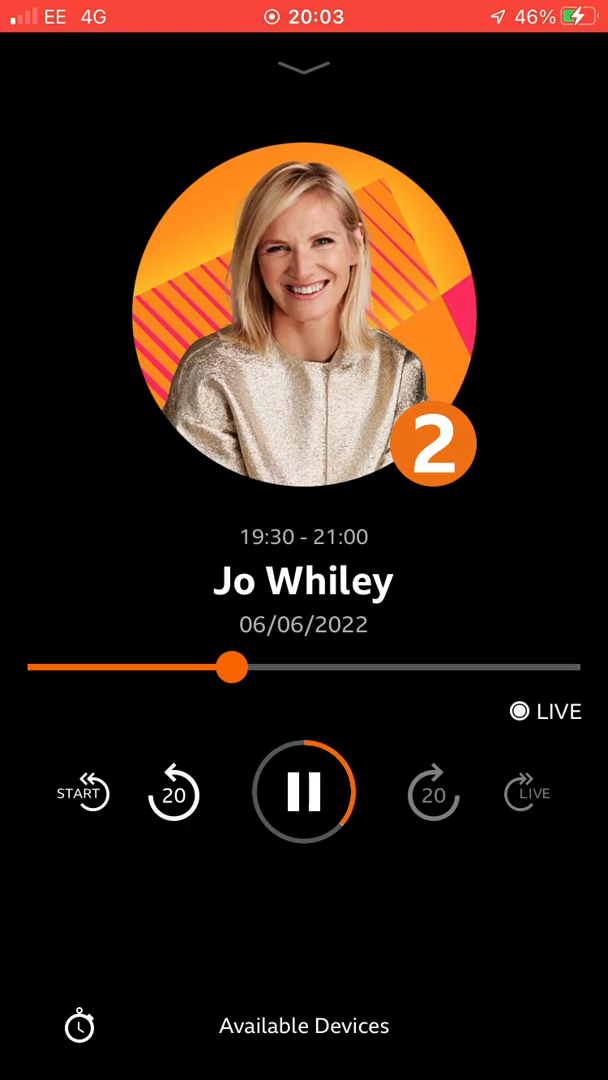 EE 4G 20:03 46%
2
19:30 - 21:00
Jo Whiley
06/06/2022
LIVE
START 20 20 LIVE
Available Devices